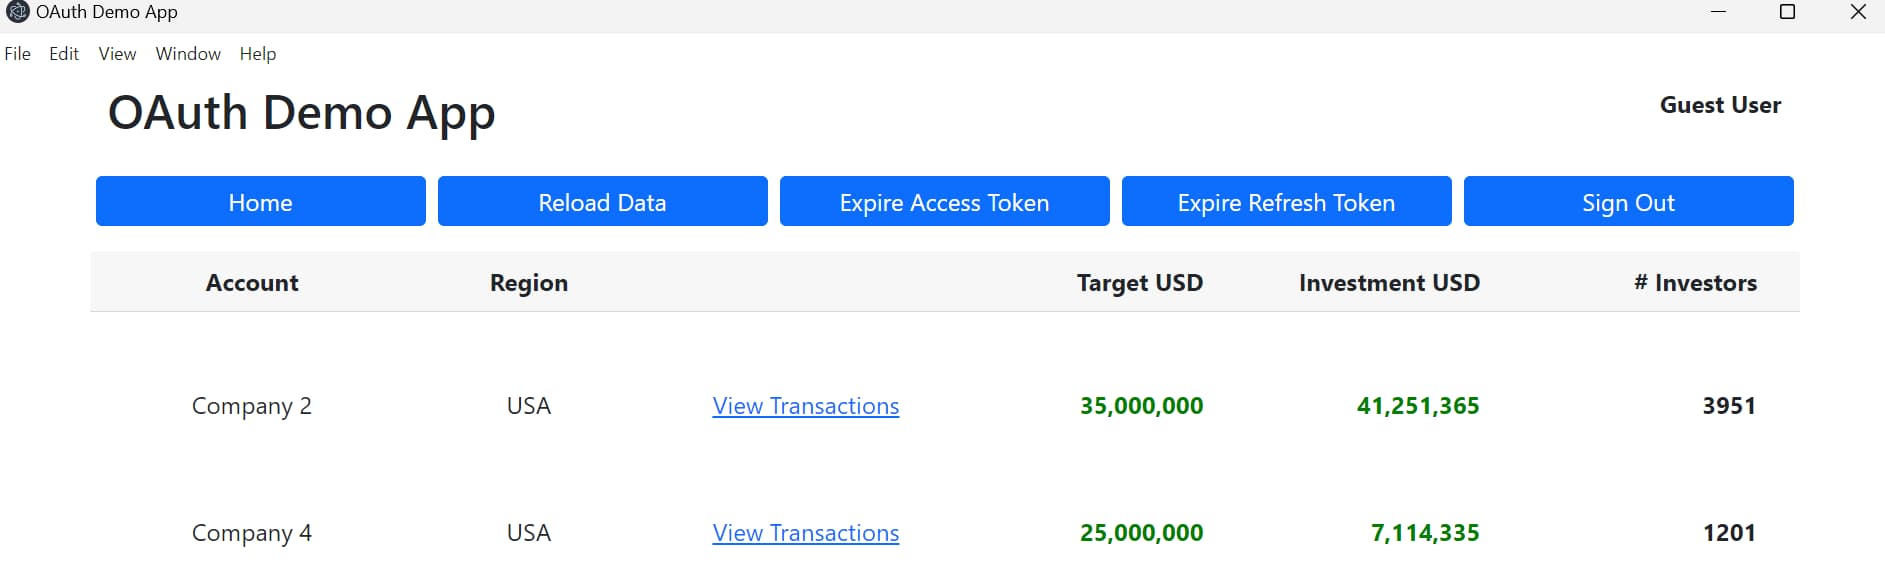 OAuth Demo App
File Edit View Window Help
OAuth Demo App Guest User
Home Reload Data Expire Access Token Expire Refresh Token Sign Out
Account Region Target USD Investment USD # Investors
Company 2 USA View Transactions 35,000,000 41,251,365 3951
Company 4 USA View Transactions 25,000,000 7,114,335 1201